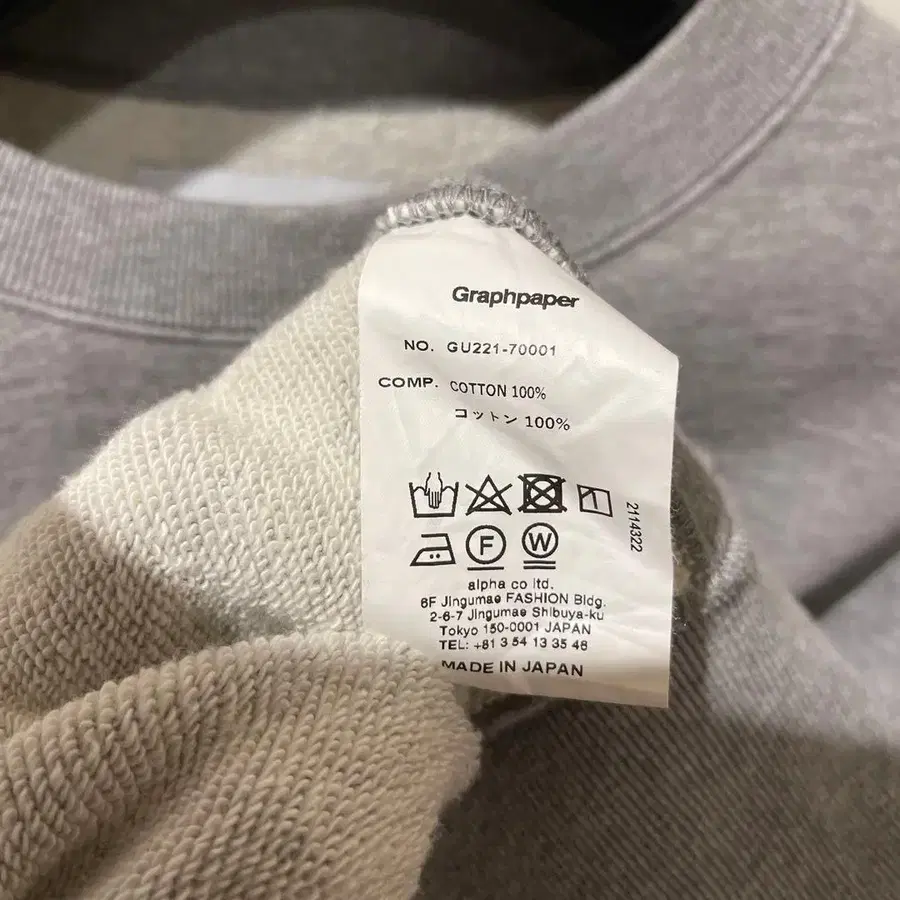 Graphpaper
NO. GU221-70001
COMP. COTTON 100%
コットン 100%
2114322
F W
alpha co ltd.
6F Jingumae FASHION Bldg.
2-6-7 Jingumae Shibuya-ku
Tokyo 150-0001 JAPAN
TEL: +81 3 54 13 35 46
MADE IN JAPAN